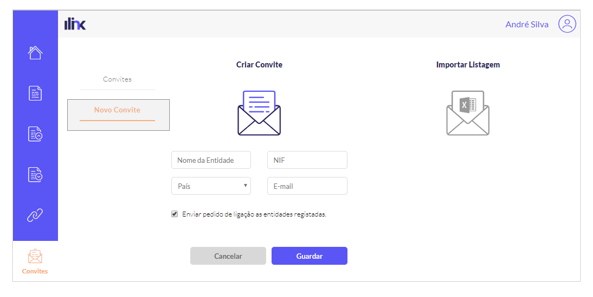 ilink
André Silva
Convites
Novo Convite
Criar Convite
Importar Listagem
Nome da Entidade
NIF
País
E-mail
Enviar pedido de ligação as entidades registadas.
Cancelar
Guardar
Convites